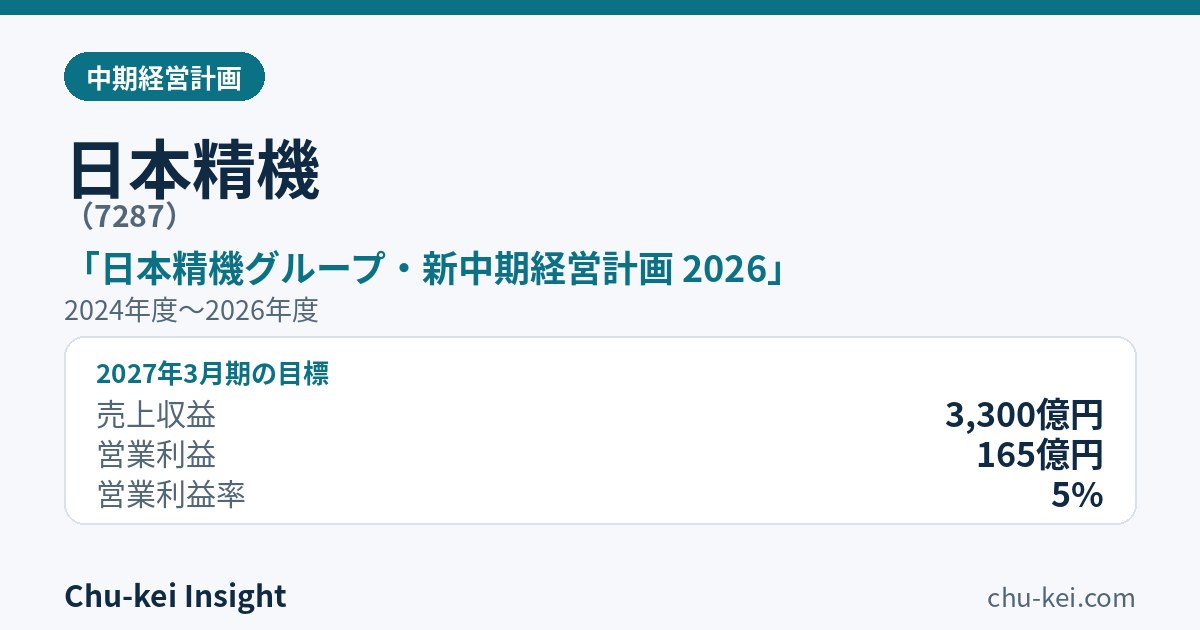 中期経営計画
日本精機
（7287）
「日本精機グループ・新中期経営計画 2026」
2024年度～2026年度
2027年3月期の目標
売上収益 3,300億円
営業利益 165億円
営業利益率 5%
Chu-kei Insight chu-kei.com